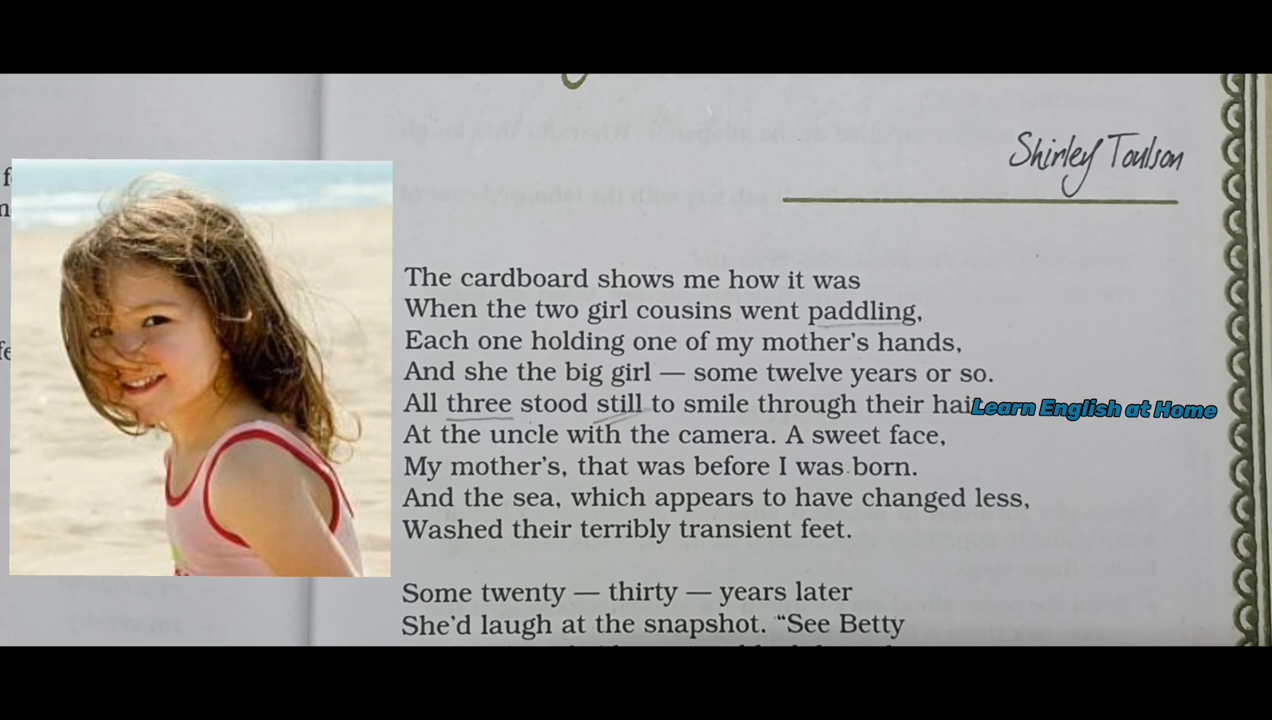 Shirley Toulson
The cardboard shows me how it was
When the two girl cousins went paddling,
Each one holding one of my mother's hands,
And she the big girl — some twelve years or so.
All three stood still to smile through their hair
Learn English at Home
At the uncle with the camera. A sweet face,
My mother's, that was before I was born.
And the sea, which appears to have changed less,
Washed their terribly transient feet.
Some twenty — thirty — years later
She'd laugh at the snapshot. “See Betty